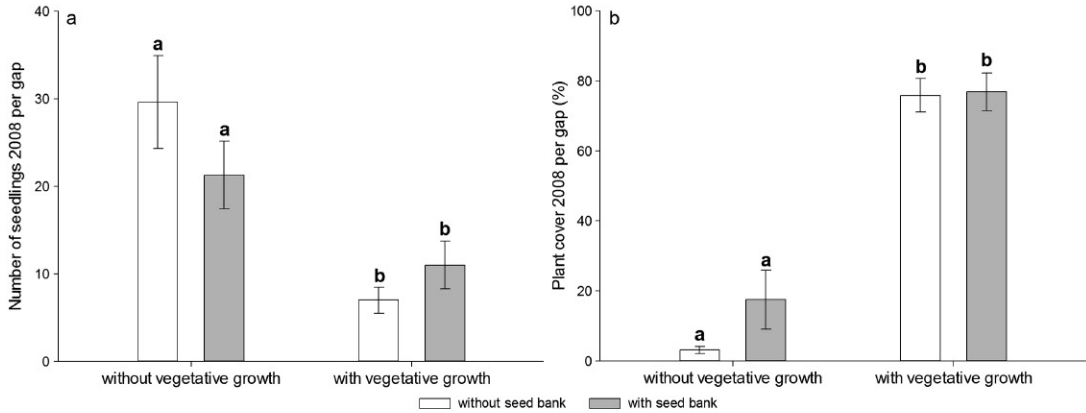 a
Number of seedlings 2008 per gap
40
30
20
10
0
a
a
b
b
without vegetative growth
with vegetative growth
b
Plant cover 2008 per gap (%)
100
80
60
40
20
0
a
a
b
b
without vegetative growth
with vegetative growth
without seed bank
with seed bank